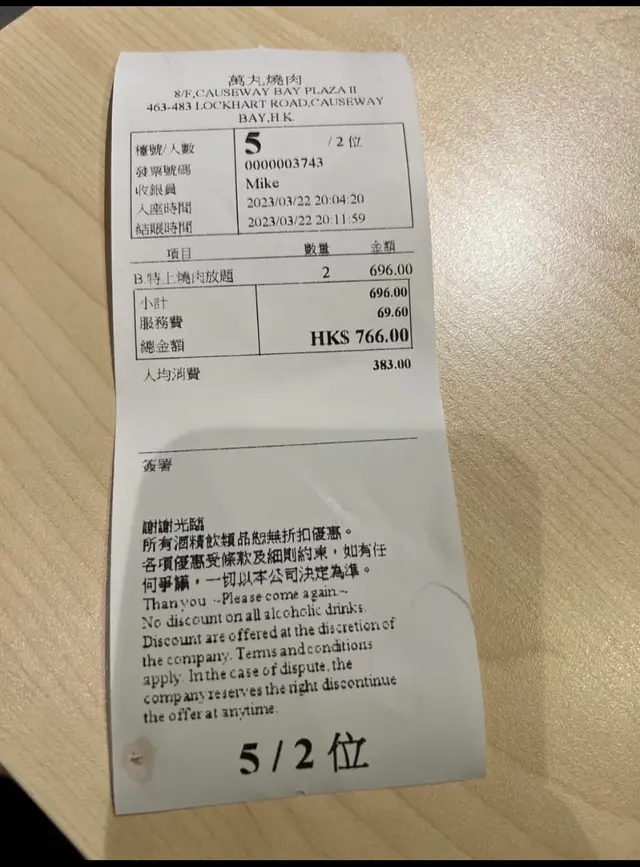 萬丸燒肉
8/F,CAUSEWAY BAY PLAZA II
463-483 LOCKHART ROAD,CAUSEWAY
BAY,H.K.
檯號/人數 5 / 2 位
發票號碼 0000003743
收銀員 Mike
入座時間 2023/03/22 20:04:20
結賬時間 2023/03/22 20:11:59
項目 數量 金額
B.特上燒肉放題 2 696.00
小計 696.00
服務費 69.60
總金額 HK$ 766.00
人均消費 383.00
簽署
謝謝光臨
所有酒精飲類品恕無折扣優惠。
各項優惠受條款及細則約束，如有任
何爭議，一切以本公司決定為準。
Thanyou ~Please come again~
No discount on all alcoholic drinks.
Discount are offered at the discretion of
the company. Terms and conditions
apply. In the case of dispute, the
company reserves the right discontinue
the offer at anytime.
5 / 2 位